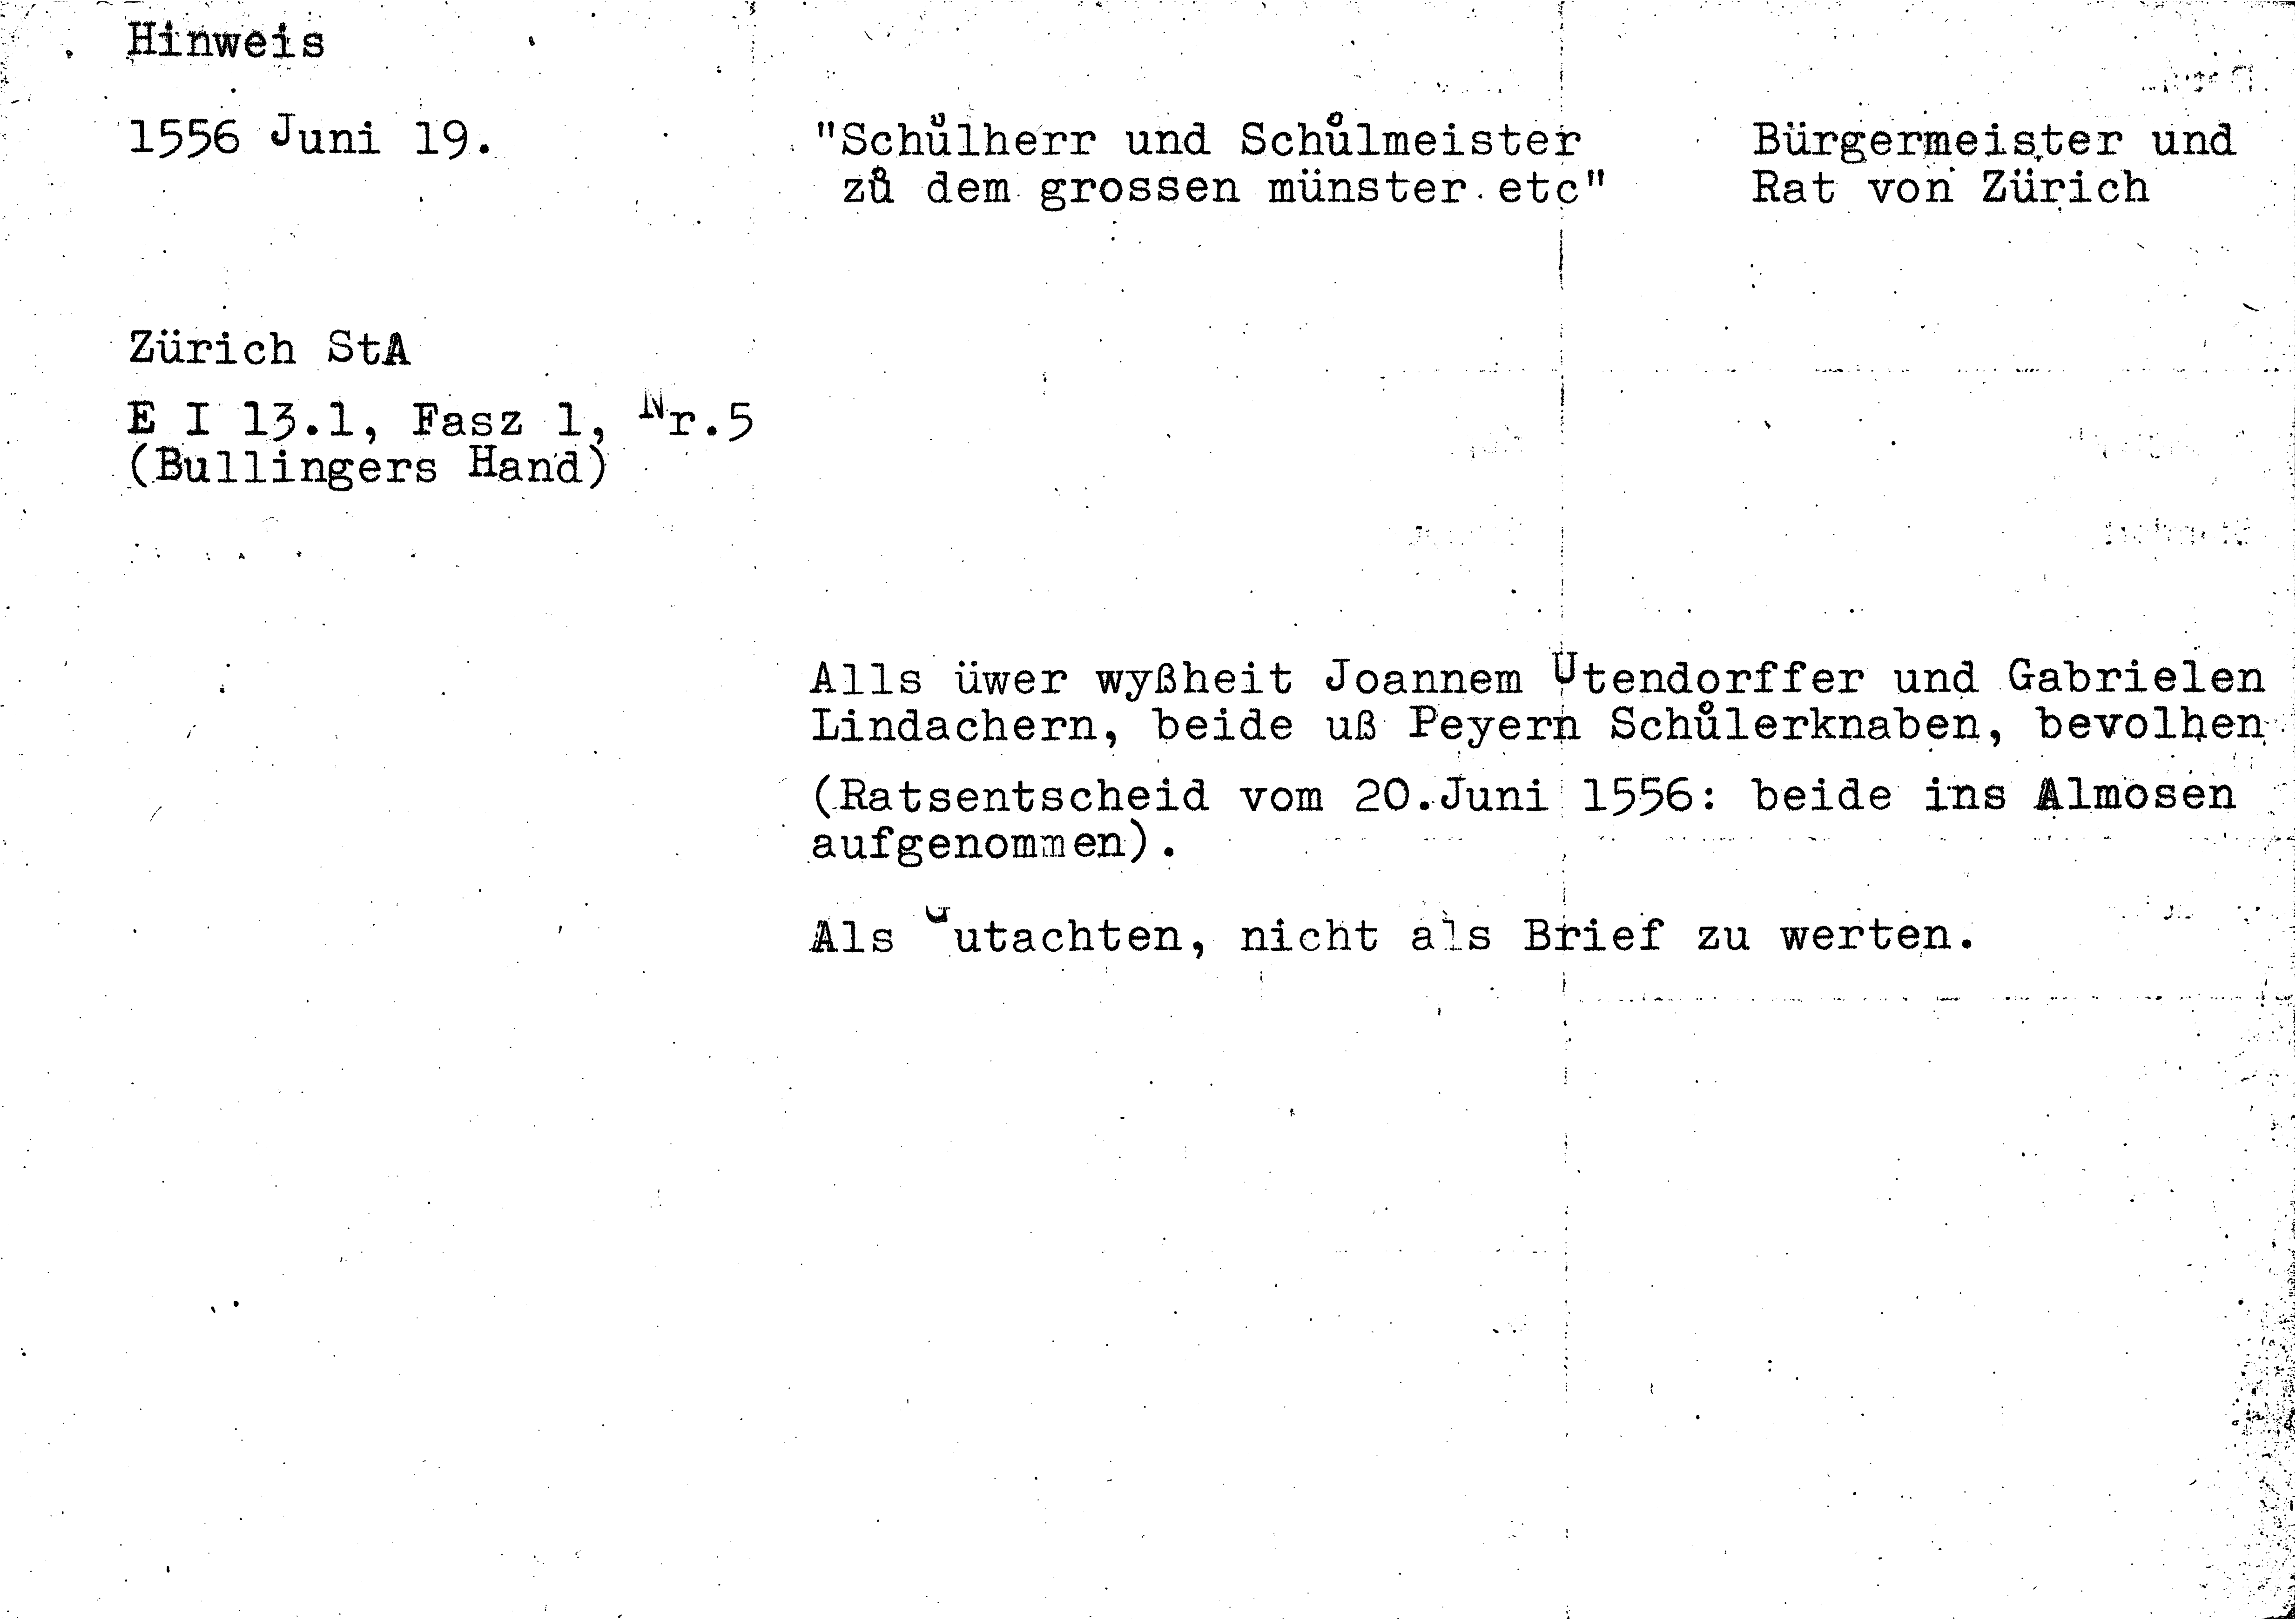 Hinweis
1556 Juni 19.
"Schůlherr und Schůlmeister
zů dem grossen münster etc"
Bürgermeister und
Rat von Zürich
Zürich StA
E I 13.1, Fasz 1, Nr.5
(Bullingers Hand)
Alls üwer wyßheit Joannem Utendorffer und Gabrielen
Lindachern, beide uß Peyern Schůlerknaben, bevolhen
(Ratsentscheid vom 20.Juni 1556: beide ins Almosen
aufgenommen).
Als Gutachten, nicht als Brief zu werten.